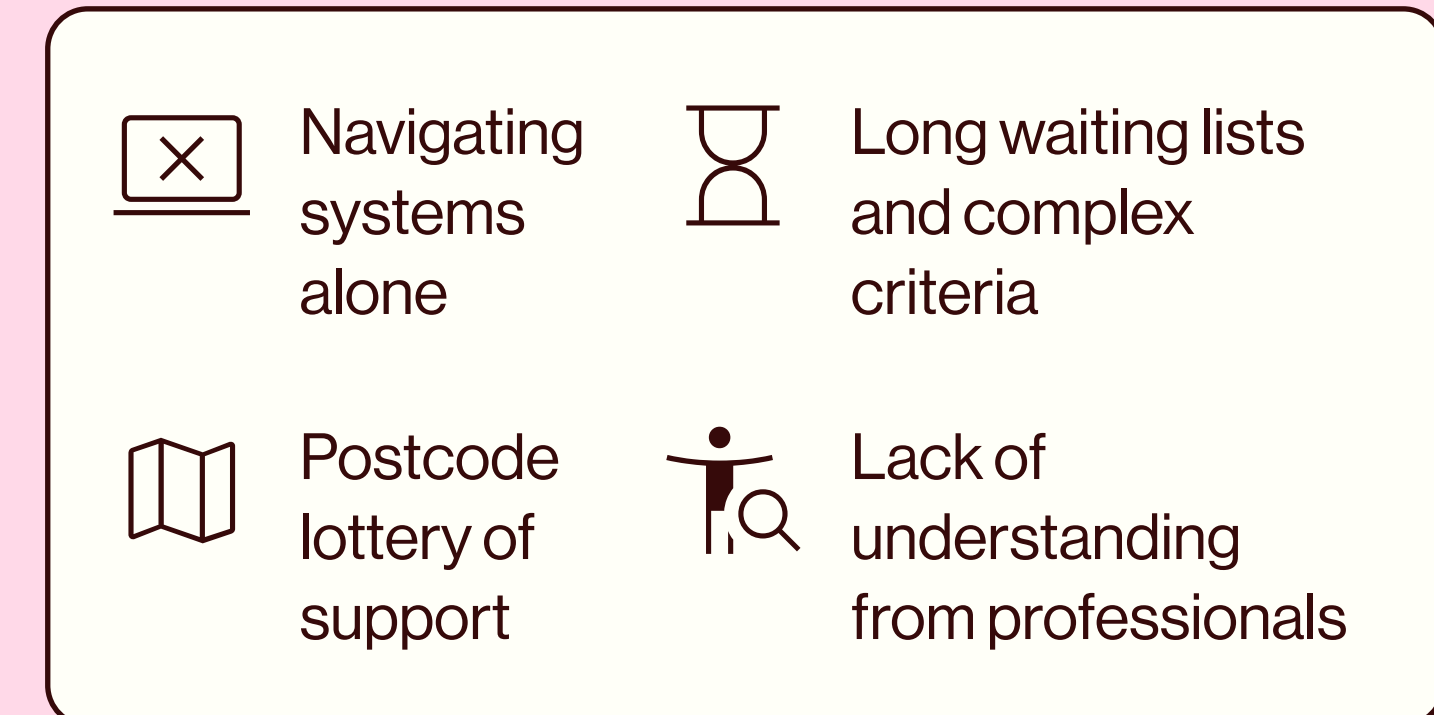 Navigating
systems
alone
Long waiting lists
and complex
criteria
Postcode
lottery of
support
Lack of
understanding
from professionals